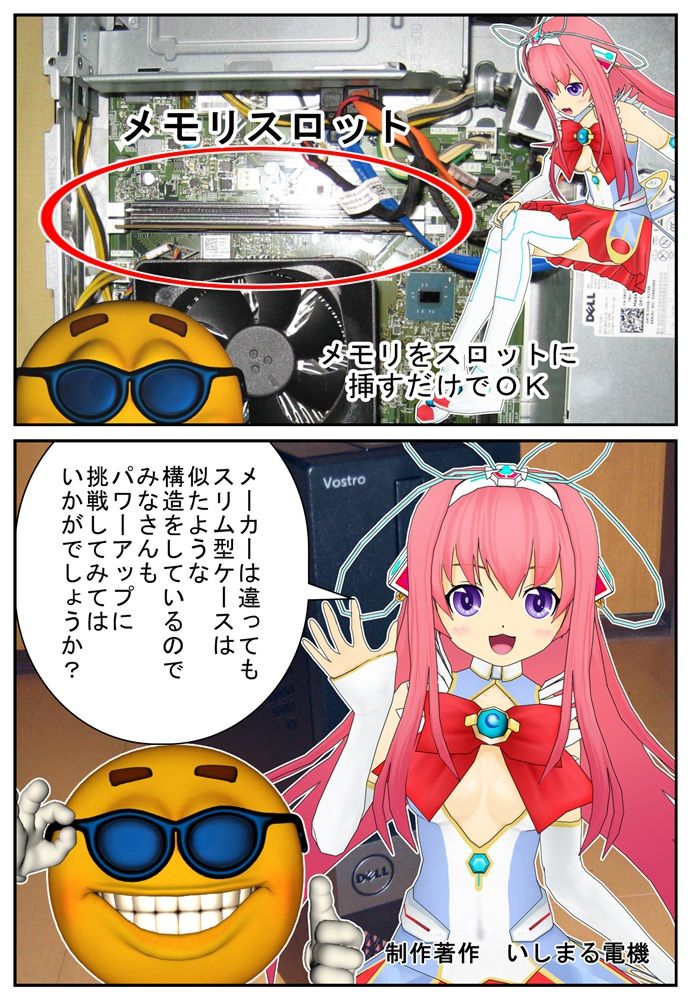 メモリスロット
DELL
メモリをスロットに
挿すだけでＯＫ
メーカーは違っても
スリム型ケースは
似たような
構造をしているので
みなさんも
パワーアップに
挑戦してみては
いかがでしょうか？
Vostro
DELL
制作著作　いしまる電機